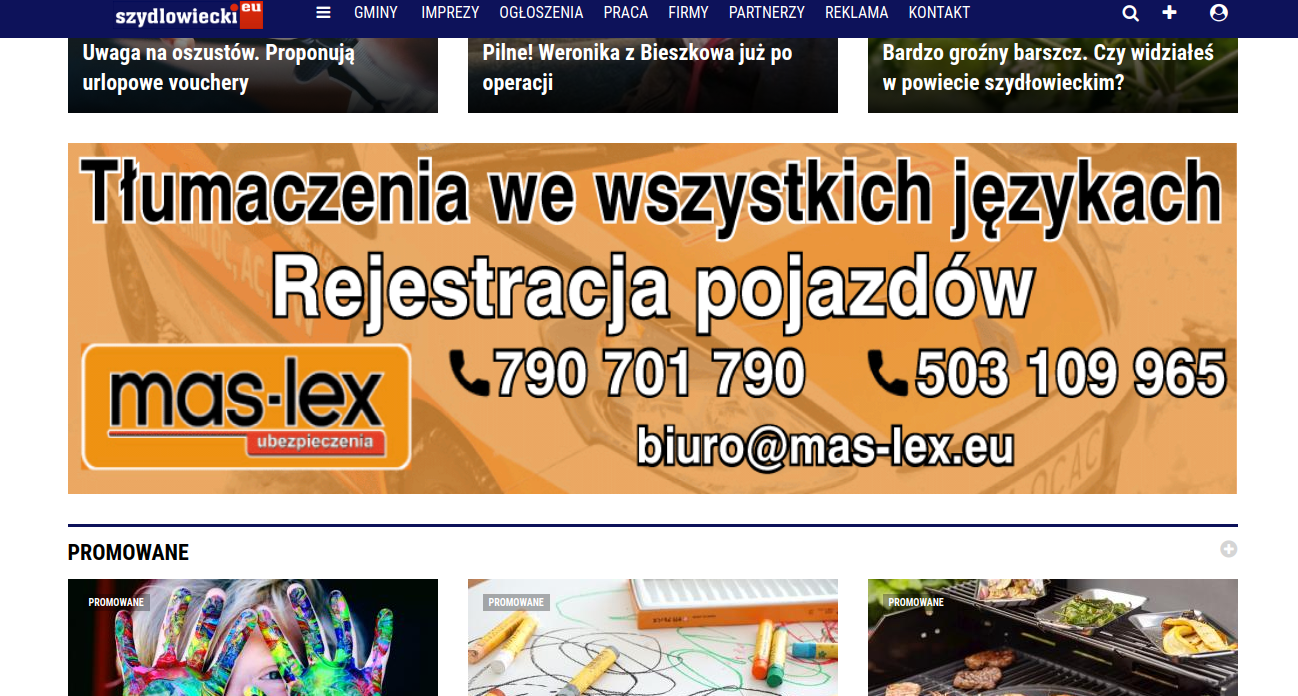 szydlowiecki eu
GMINY IMPREZY OGŁOSZENIA PRACA FIRMY PARTNERZY REKLAMA KONTAKT
Uwaga na oszustów. Proponują
urlopowe vouchery
Pilne! Weronika z Bieszkowa już po
operacji
Bardzo groźny barszcz. Czy widziałeś
w powiecie szydłowieckim?
Tłumaczenia we wszystkich językach
Rejestracja pojazdów
790 701 790 503 109 965
mas-lex
ubezpieczenia
biuro@mas-lex.eu
PROMOWANE
PROMOWANE
PROMOWANE
PROMOWANE